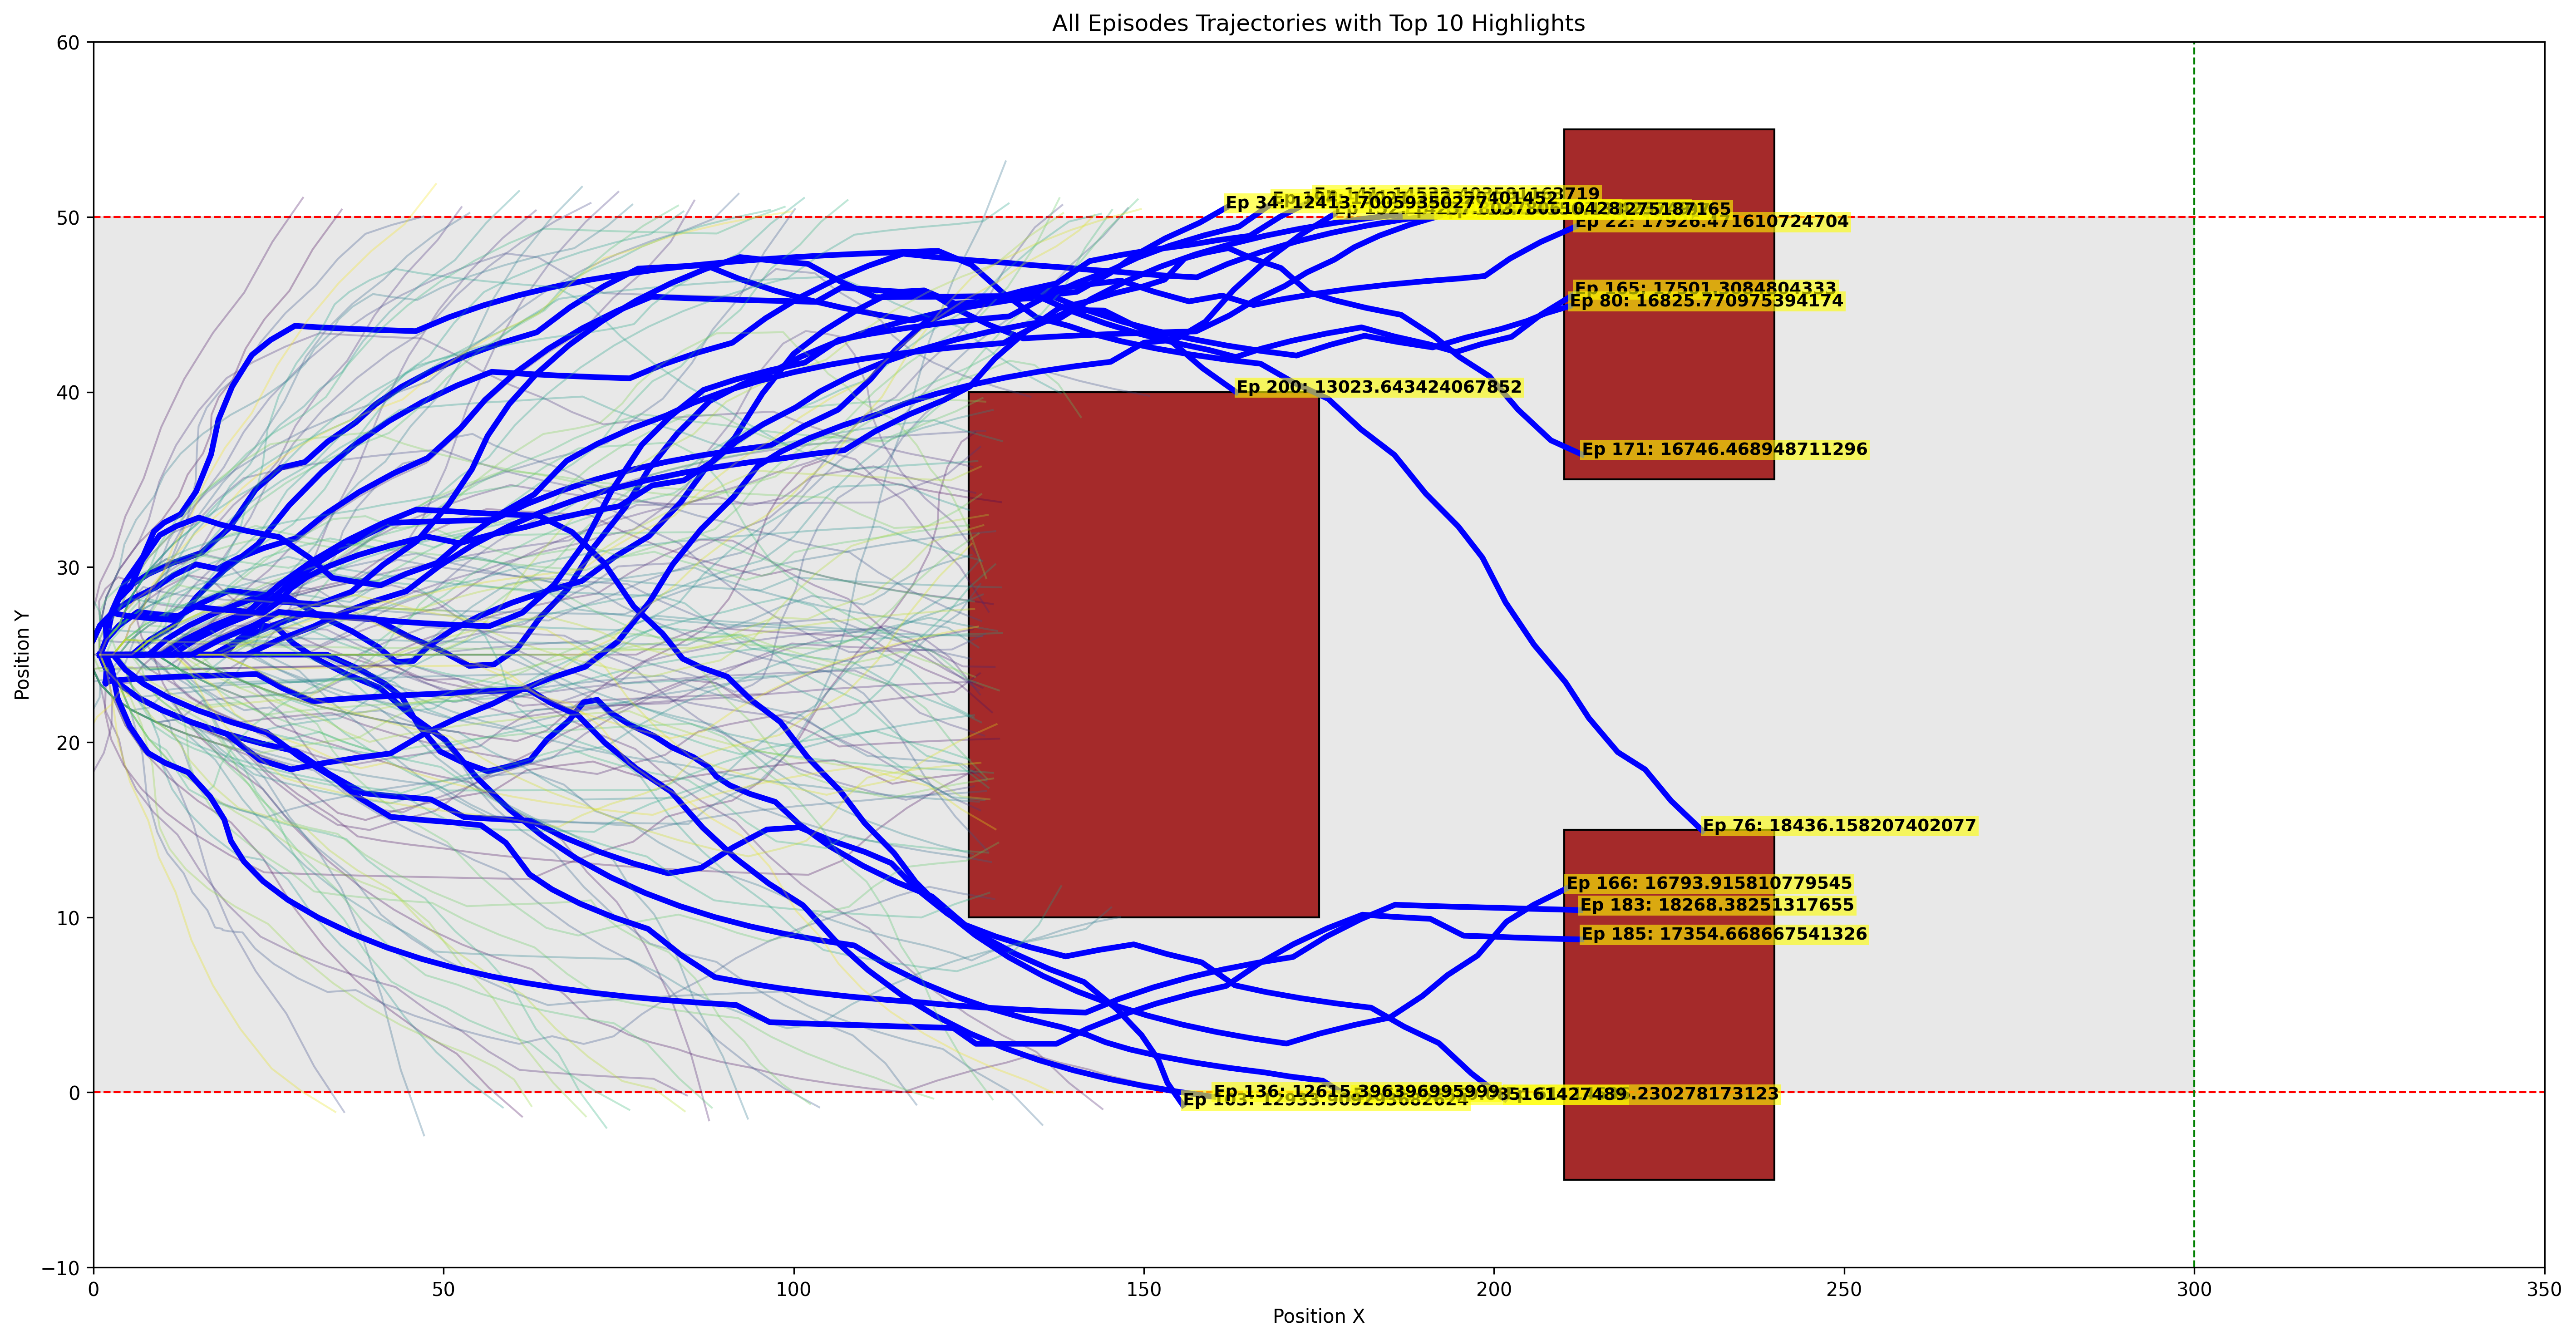 All Episodes Trajectories with Top 10 Highlights
60
50
40
30
20
10
0
−10
Position Y
Ep 34: 12413.7005935027
Ep 22: 17926.471610724704
Ep 165: 17501.3084804333
Ep 80: 16825.770975394174
Ep 200: 13023.643424067852
Ep 171: 16746.468948711296
Ep 76: 18436.158207402077
Ep 166: 16793.915810779545
Ep 183: 18268.38251317655
Ep 185: 17354.668667541326
Ep 136: 12615.396396995999
0
50
100
150
200
250
300
350
Position X